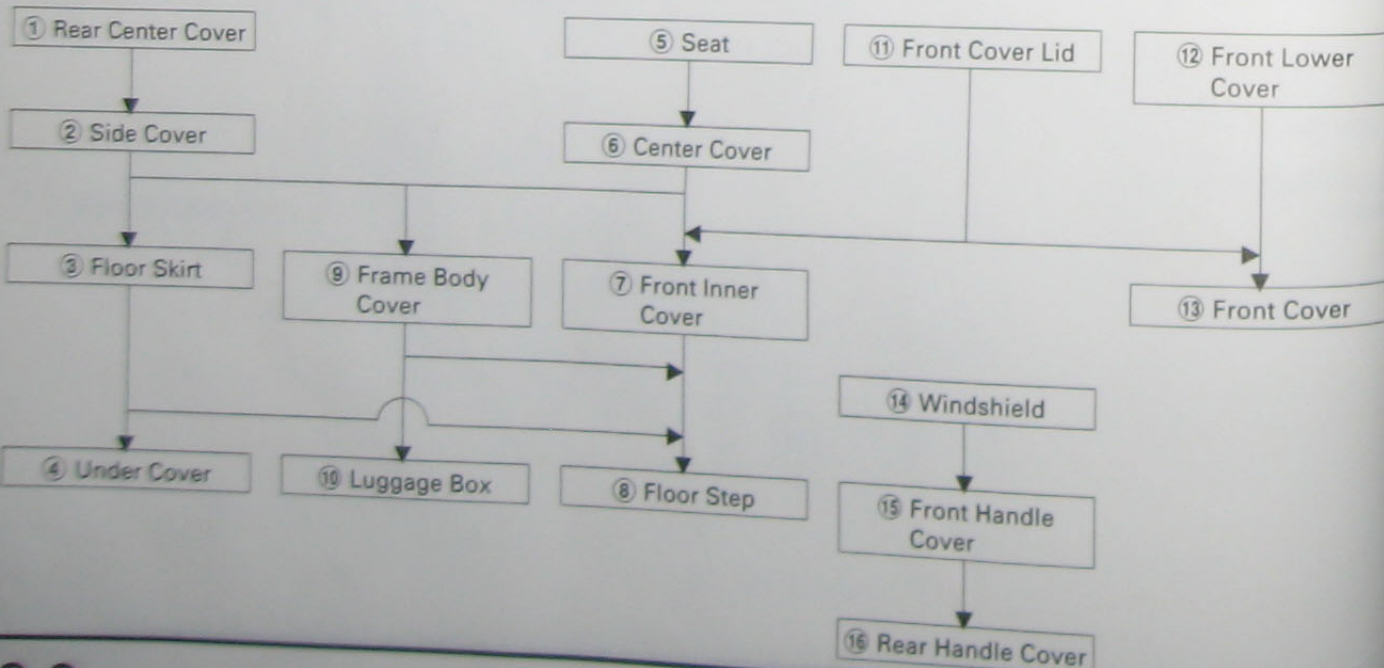 ① Rear Center Cover
⑤ Seat
⑪ Front Cover Lid
⑫ Front Lower
Cover
② Side Cover
⑥ Center Cover
③ Floor Skirt
⑨ Frame Body
Cover
⑦ Front Inner
Cover
⑬ Front Cover
⑭ Windshield
④ Under Cover
⑩ Luggage Box
⑧ Floor Step
⑮ Front Handle
Cover
⑯ Rear Handle Cover